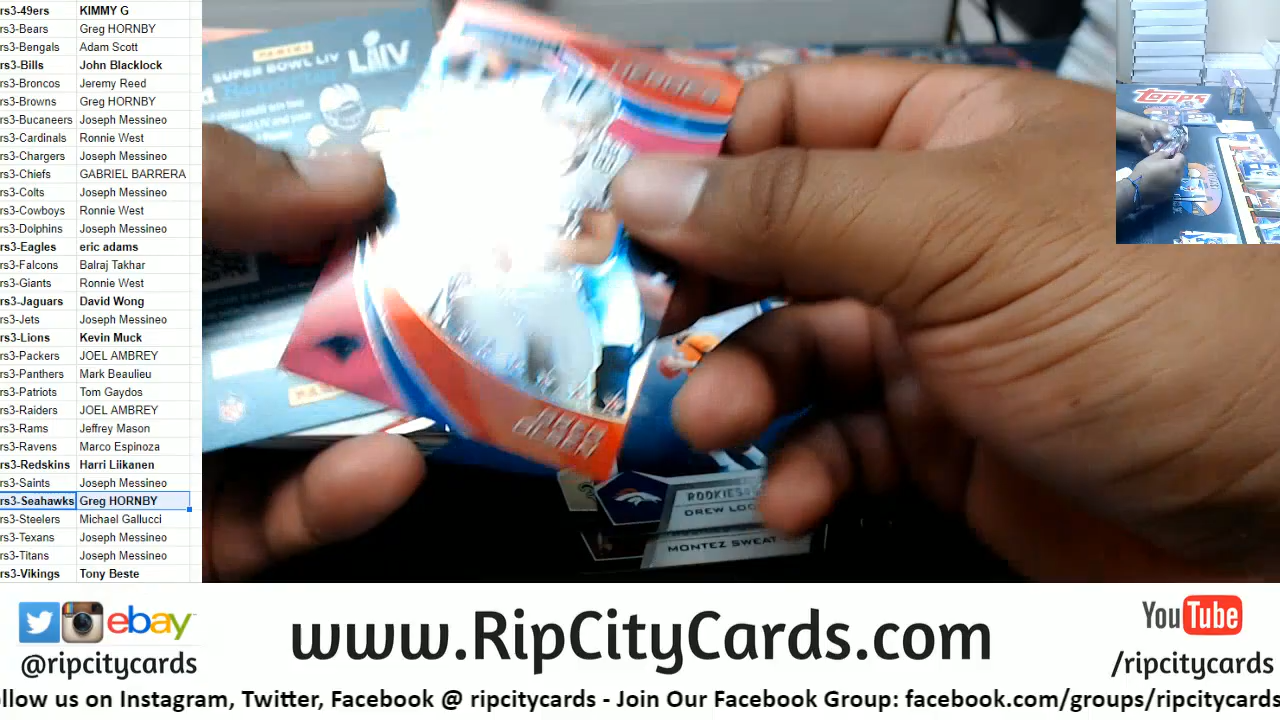 rs3-49ers KIMMY G
rs3-Bears Greg HORNBY
rs3-Bengals Adam Scott
rs3-Bills John Blacklock
rs3-Broncos Jeremy Reed
rs3-Browns Greg HORNBY
rs3-Bucaneers Joseph Messineo
rs3-Cardinals Ronnie West
rs3-Chargers Joseph Messineo
rs3-Chiefs GABRIEL BARRERA
rs3-Colts Joseph Messineo
rs3-Cowboys Ronnie West
rs3-Dolphins Joseph Messineo
rs3-Eagles eric adams
rs3-Falcons Balraj Takhar
rs3-Giants Ronnie West
rs3-Jaguars David Wong
rs3-Jets Joseph Messineo
rs3-Lions Kevin Muck
rs3-Packers JOEL AMBREY
rs3-Panthers Mark Beaulieu
rs3-Patriots Tom Gaydos
rs3-Raiders JOEL AMBREY
rs3-Rams Jeffrey Mason
rs3-Ravens Marco Espinoza
rs3-Redskins Harri Liikanen
rs3-Saints Joseph Messineo
rs3-Seahawks Greg HORNBY
rs3-Steelers Michael Gallucci
rs3-Texans Joseph Messineo
rs3-Titans Joseph Messineo
rs3-Vikings Tony Beste
PANINI
SUPER BOWL LIV
LIV
ROOKIES
DREW LOC
MONTEZ SWEAT
Topps
ebay
@ripcitycards
www.RipCityCards.com
YouTube
/ripcitycards
ollow us on Instagram, Twitter, Facebook @ ripcitycards - Join Our Facebook Group: facebook.com/groups/ripcitycards